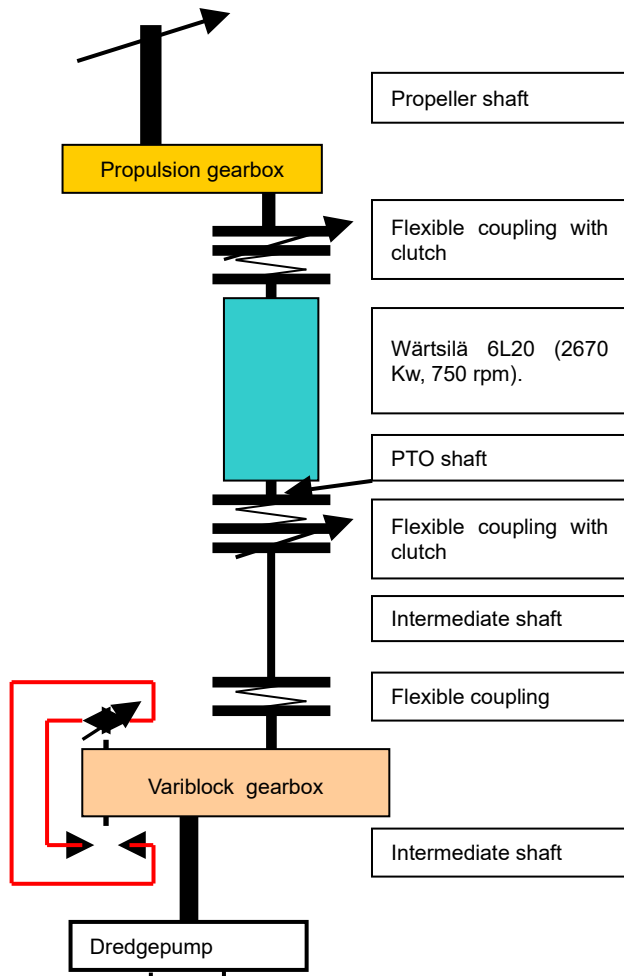 Propeller shaft
Propulsion gearbox
Flexible coupling with
clutch
Wärtsilä 6L20 (2670
Kw, 750 rpm).
PTO shaft
Flexible coupling with
clutch
Intermediate shaft
Flexible coupling
Variblock gearbox
Intermediate shaft
Dredgepump